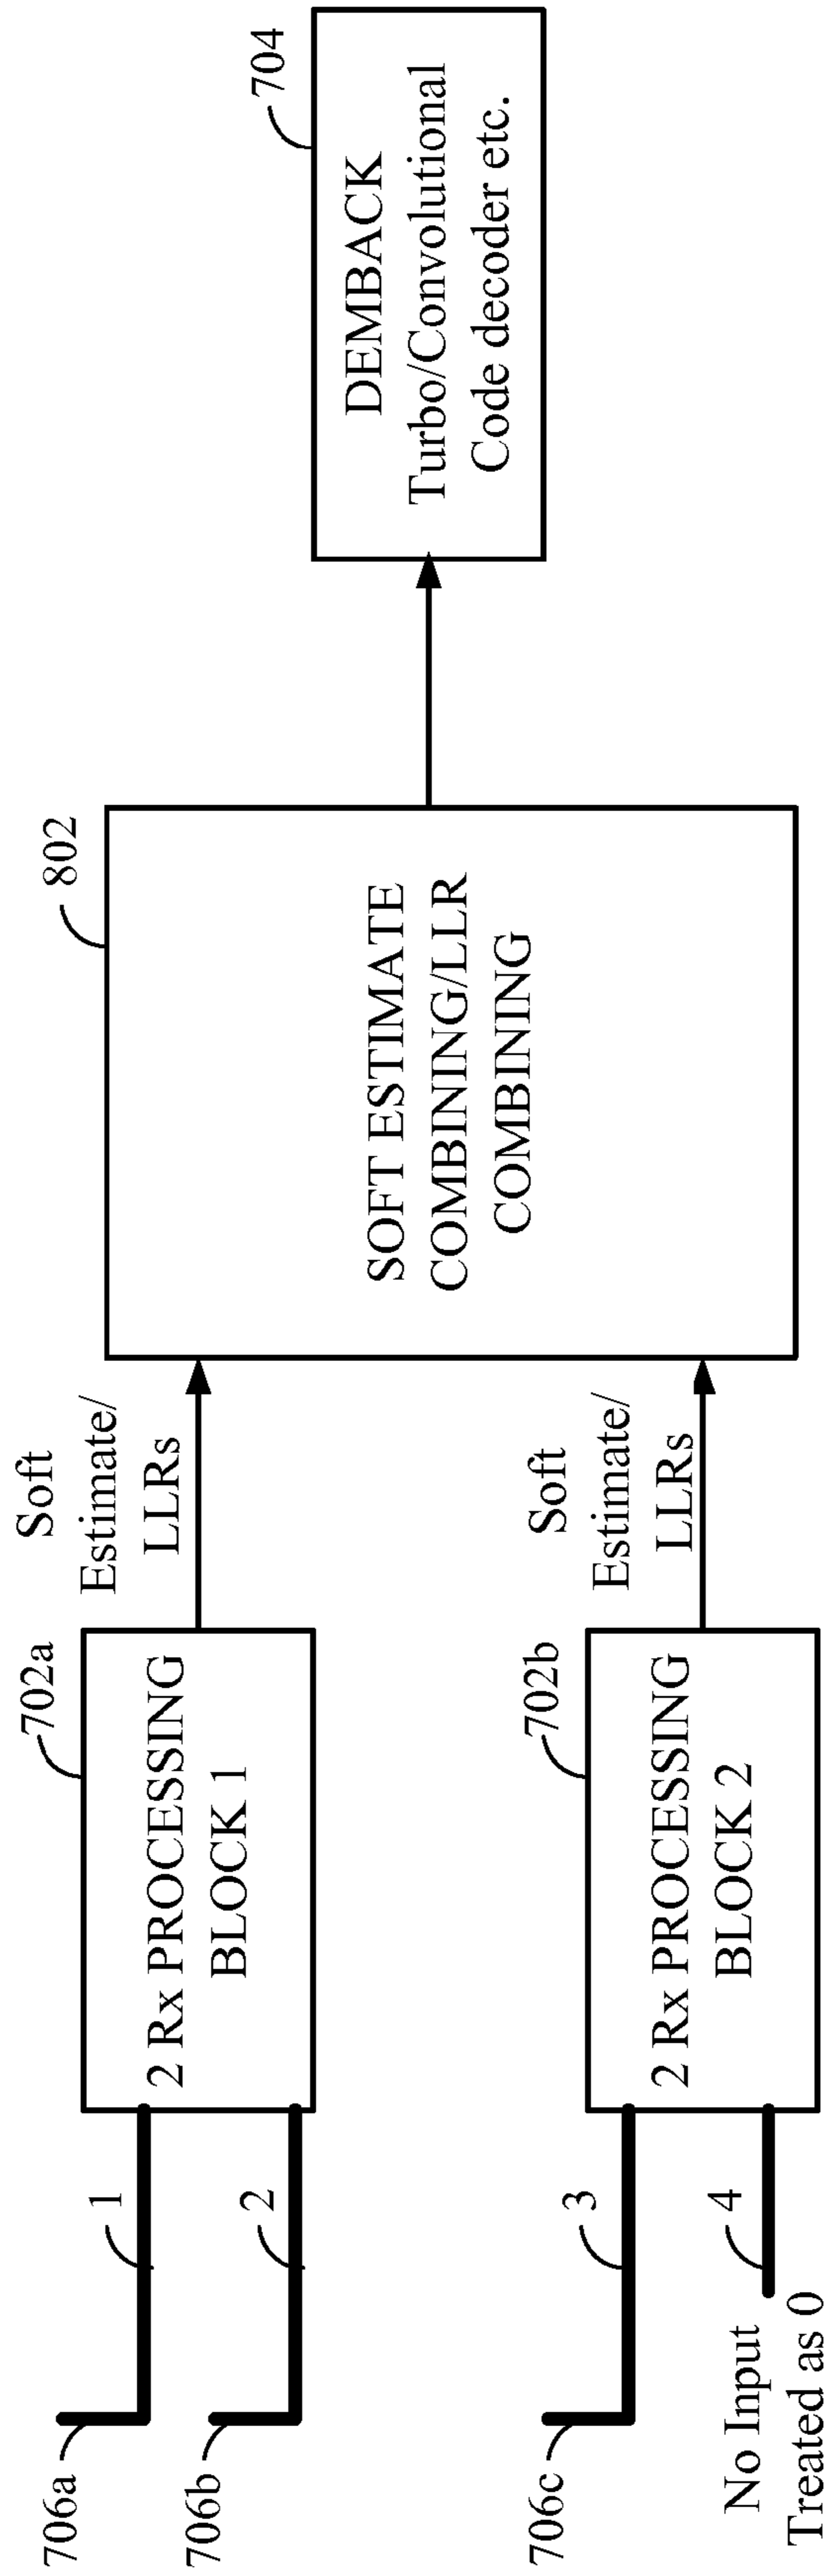 706a
1
706b
2
702a
2 Rx PROCESSING
BLOCK 1
Soft
Estimate/
LLRs
706c
3
No Input
Treated as 0
4
702b
2 Rx PROCESSING
BLOCK 2
Soft
Estimate/
LLRs
802
SOFT ESTIMATE
COMBINING/LLR
COMBINING
704
DEMBACK
Turbo/Convolutional
Code decoder etc.